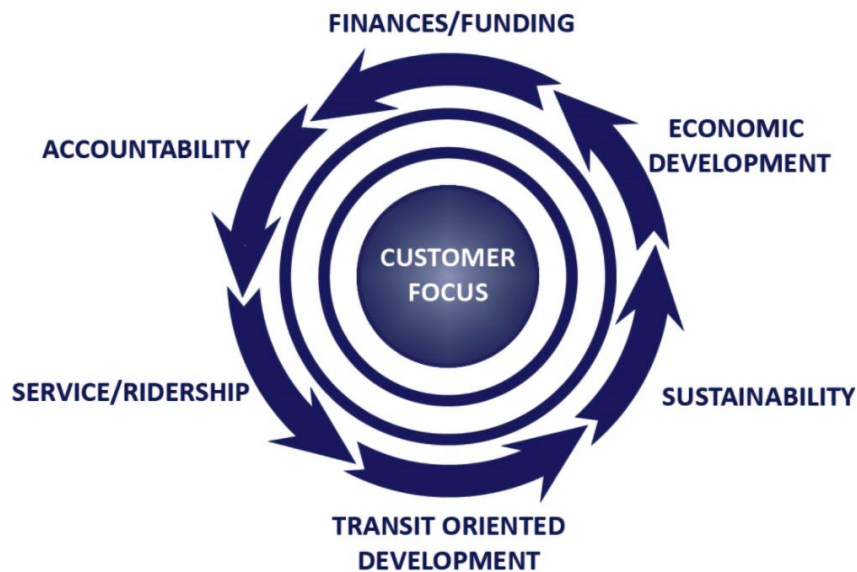 FINANCES/FUNDING
ECONOMIC
DEVELOPMENT
ACCOUNTABILITY
CUSTOMER
FOCUS
SERVICE/RIDERSHIP
SUSTAINABILITY
TRANSIT ORIENTED
DEVELOPMENT